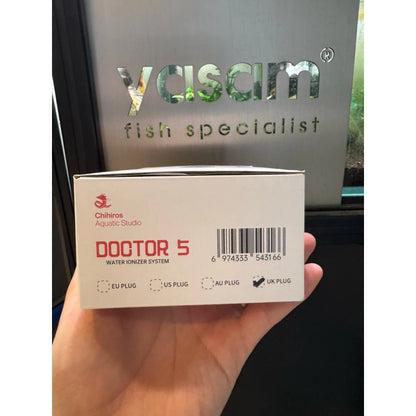 yasam®
fish specialist
Chihiros
Aquatic Studio
DOCTOR 5
WATER IONIZER SYSTEM
6 974333 543166
EU PLUG US PLUG AU PLUG UK PLUG